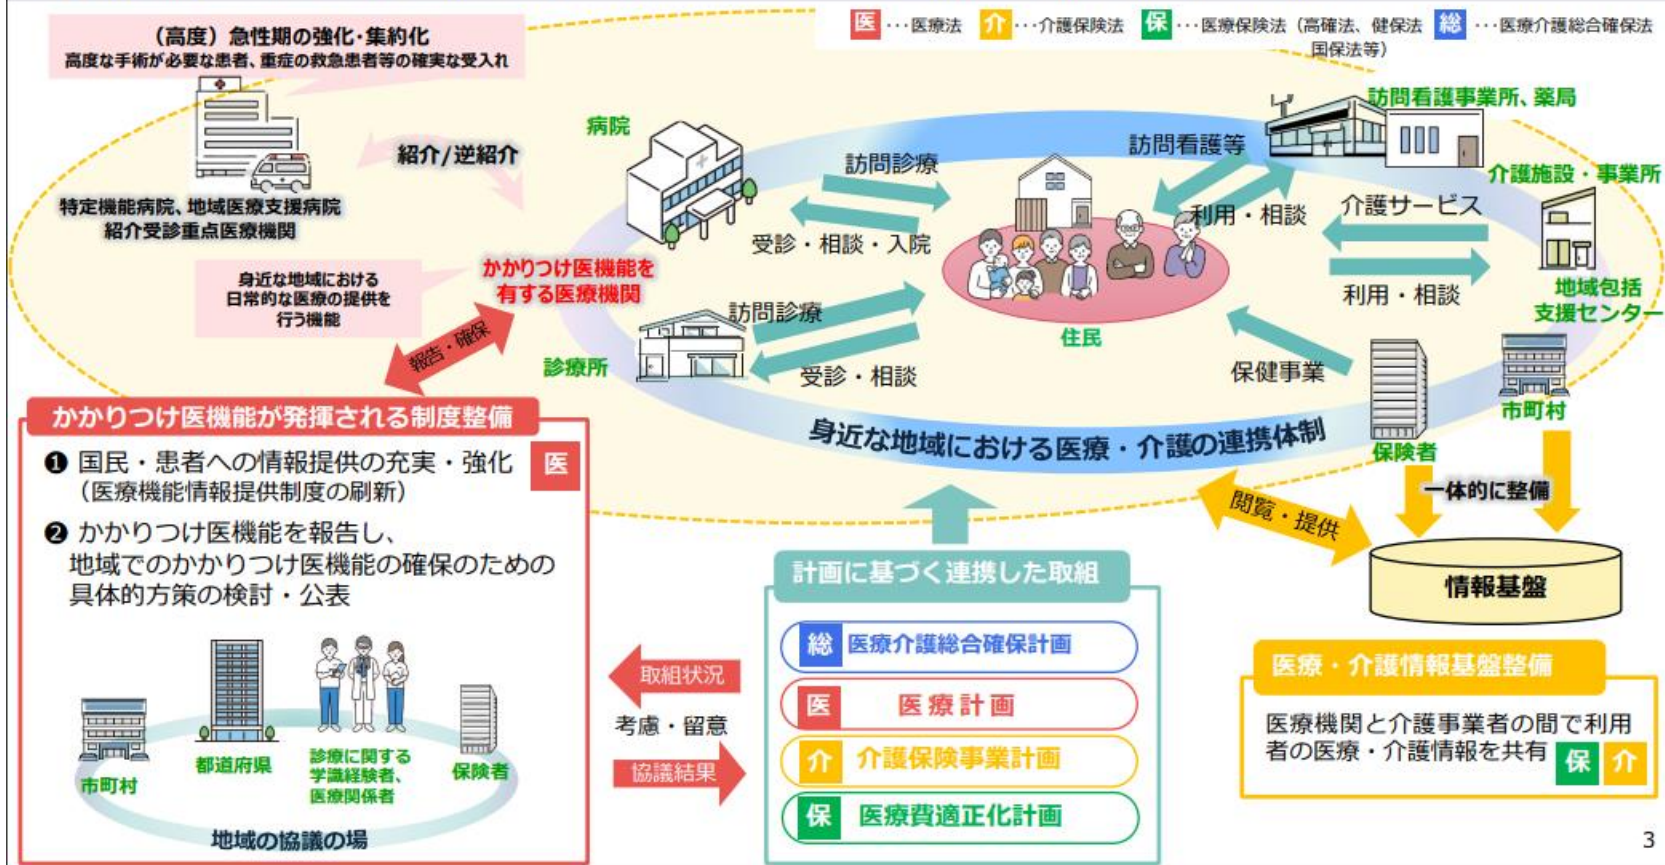 医 ･･･医療法 介 ･･･介護保険法 保 ･･･医療保険法（高確法、健保法 総 ･･･医療介護総合確保法
国保法等）
（高度）急性期の強化･集約化
高度な手術が必要な患者、重症の救急患者等の確実な受入れ
特定機能病院、地域医療支援病院
紹介受診重点医療機関
紹介/逆紹介
身近な地域における
日常的な医療の提供を
行う機能
かかりつけ医機能を
有する医療機関
報告・確保
病院
訪問診療
受診・相談・入院
診療所
訪問診療
受診・相談
住民
訪問看護等
利用・相談
訪問看護事業所、薬局
介護施設・事業所
介護サービス
利用・相談
地域包括
支援センター
保健事業
保険者
市町村
身近な地域における医療・介護の連携体制
一体的に整備
閲覧・提供
情報基盤
かかりつけ医機能が発揮される制度整備
❶ 国民・患者への情報提供の充実・強化 医
（医療機能情報提供制度の刷新）
❷ かかりつけ医機能を報告し、
地域でのかかりつけ医機能の確保のための
具体的方策の検討・公表
市町村
都道府県
診療に関する
学識経験者、
医療関係者
保険者
地域の協議の場
取組状況
考慮・留意
協議結果
計画に基づく連携した取組
総 医療介護総合確保計画
医 医療計画
介 介護保険事業計画
保 医療費適正化計画
医療・介護情報基盤整備
医療機関と介護事業者の間で利用
者の医療・介護情報を共有 保 介
3